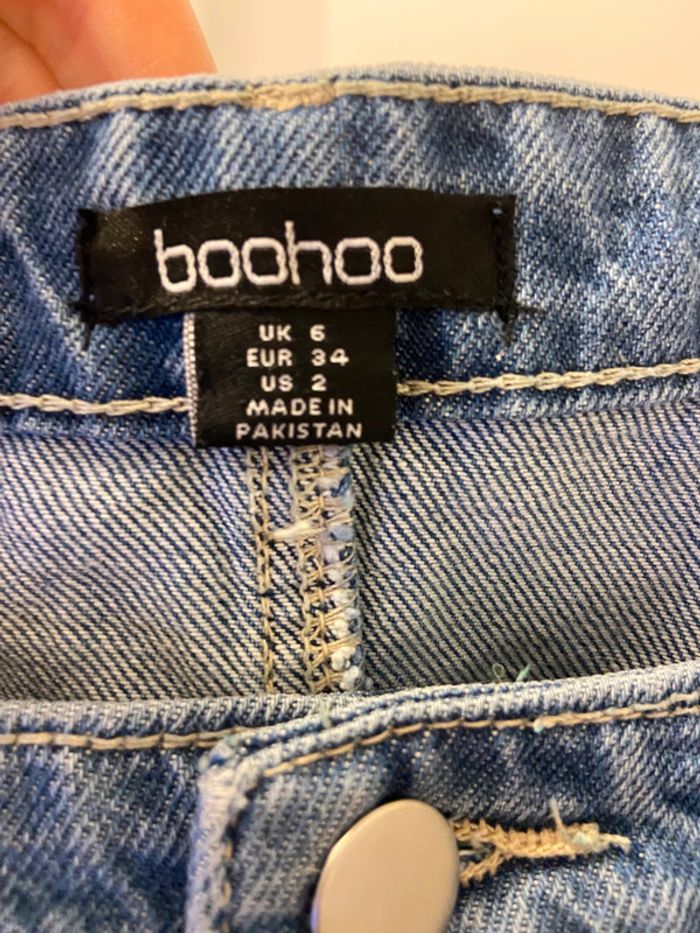 boohoo
UK 6
EUR 34
US 2
MADE IN
PAKISTAN